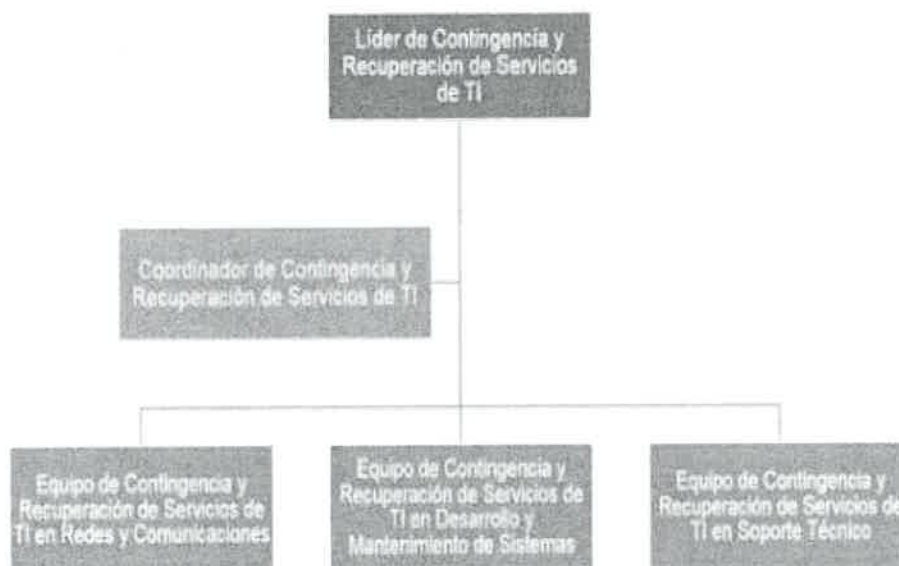 Líder de Contingencia y
Recuperación de Servicios
de TI
Coordinador de Contingencia y
Recuperación de Servicios de TI
Equipo de Contingencia y
Recuperación de Servicios de
TI en Redes y Comunicaciones
Equipo de Contingencia y
Recuperación de Servicios de
TI en Desarrollo y
Mantenimiento de Sistemas
Equipo de Contingencia y
Recuperación de Servicios de
TI en Soporte Técnico